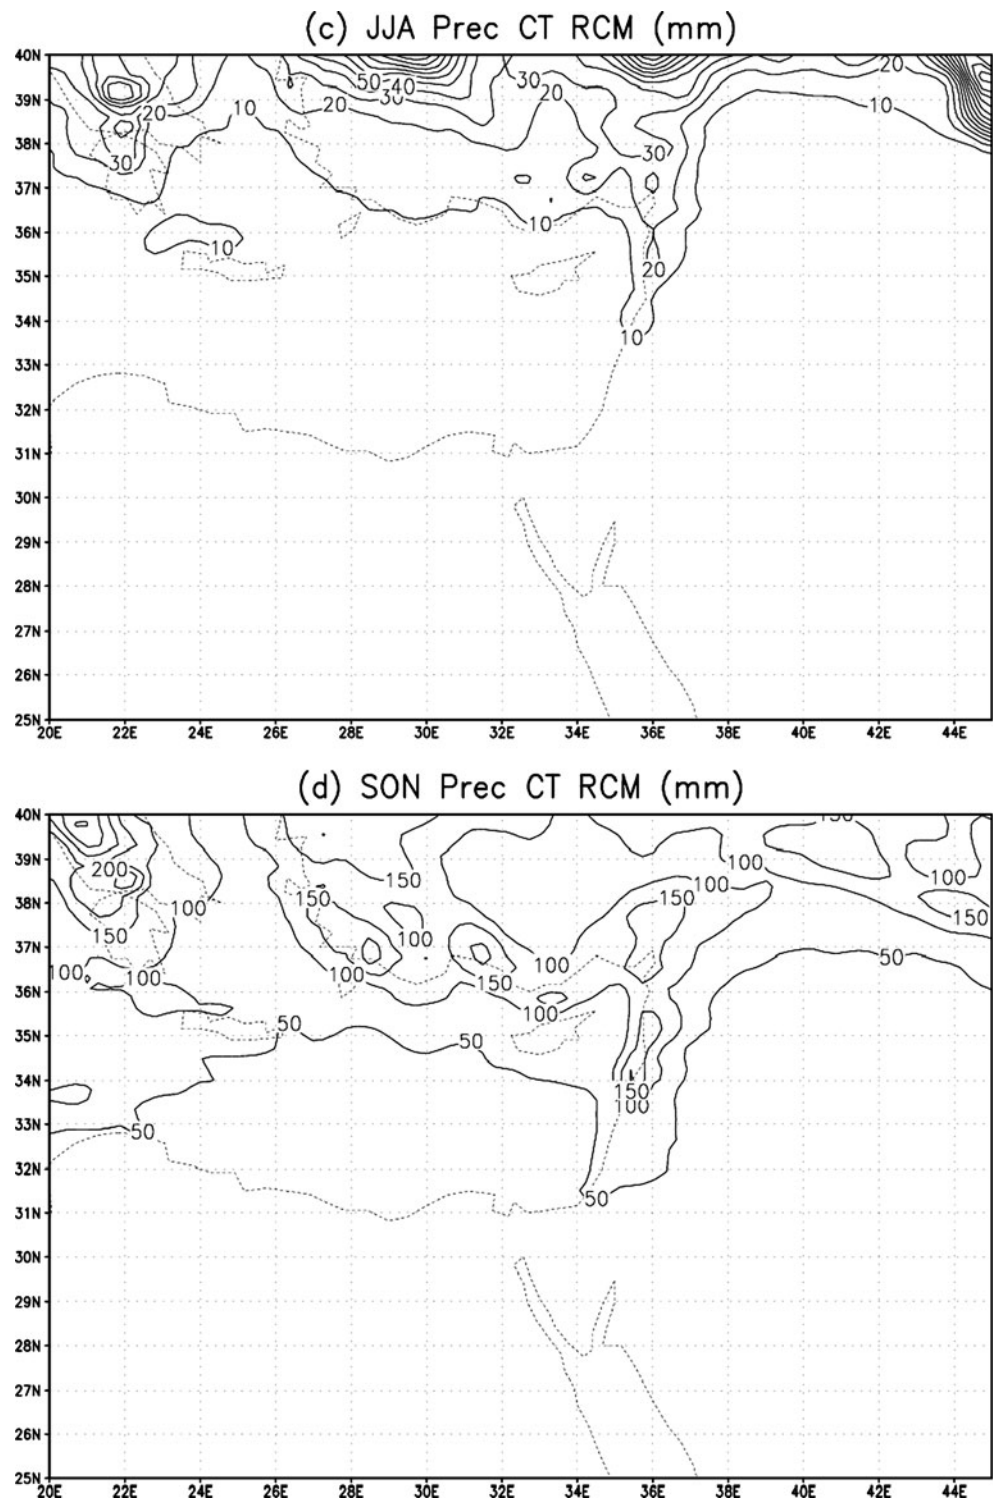 (c) JJA Prec CT RCM (mm)
40N
50 40 30 20 42
39N
20 10 20 30 20 10
38N
30 30
37N
36N
10 10
35N
20
34N
10
33N
32N
31N
30N
29N
28N
27N
26N
25N
20E 22E 24E 26E 28E 30E 32E 34E 36E 38E 40E 42E 44E
(d) SON Prec CT RCM (mm)
40N
150
39N
200 150 100 100
38N
100 150 100 150 150
37N
150 100
100 100 100 150 100 50
36N
100
35N
50 50
34N
150
100
33N
50
32N
50
31N
30N
29N
28N
27N
26N
25N
20E 22E 24E 26E 28E 30E 32E 34E 36E 38E 40E 42E 44E